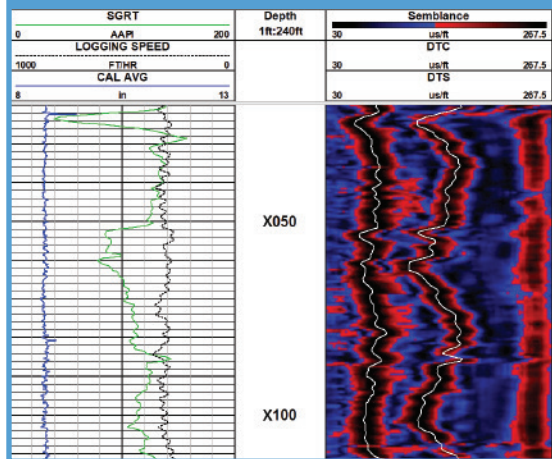 SGRT
0 AAPI 200
LOGGING SPEED
1000 FT/HR 0
CAL AVG
8 in 13
Depth
1ft:240ft
Semblance
30 us/ft 267.5
DTC
30 us/ft 267.5
DTS
30 us/ft 267.5
X050
X100